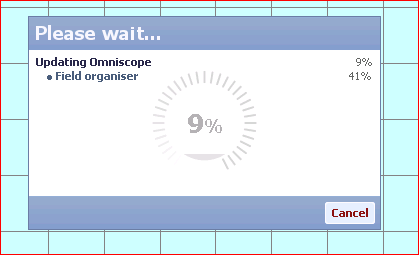 Please wait...
Updating Omniscope 9%
Field organiser 41%
9%
Cancel